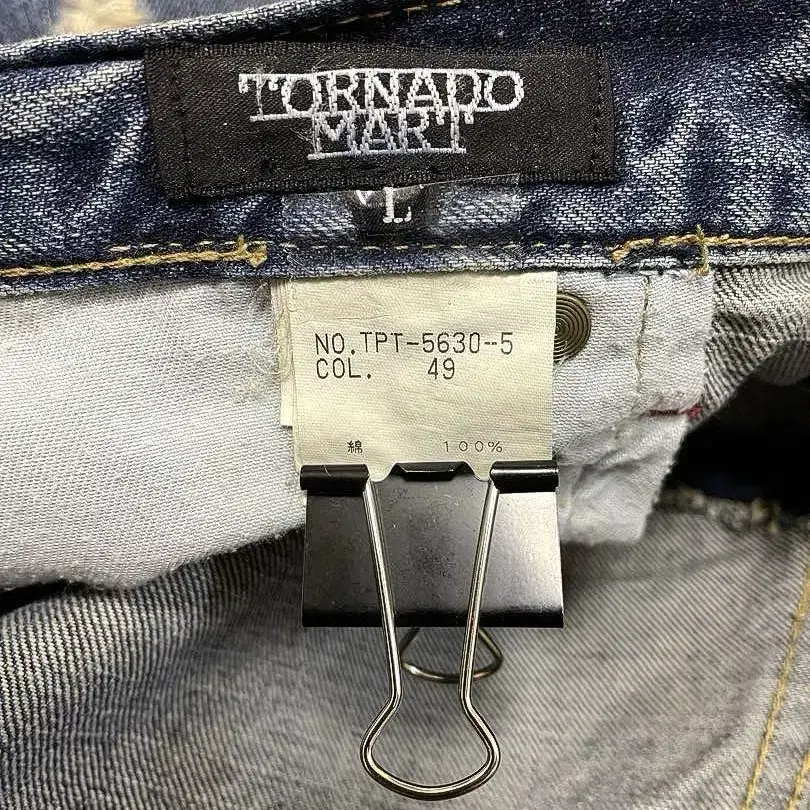 TORNADO
MART
L
NO.TPT-5630-5
COL. 49
綿 100%